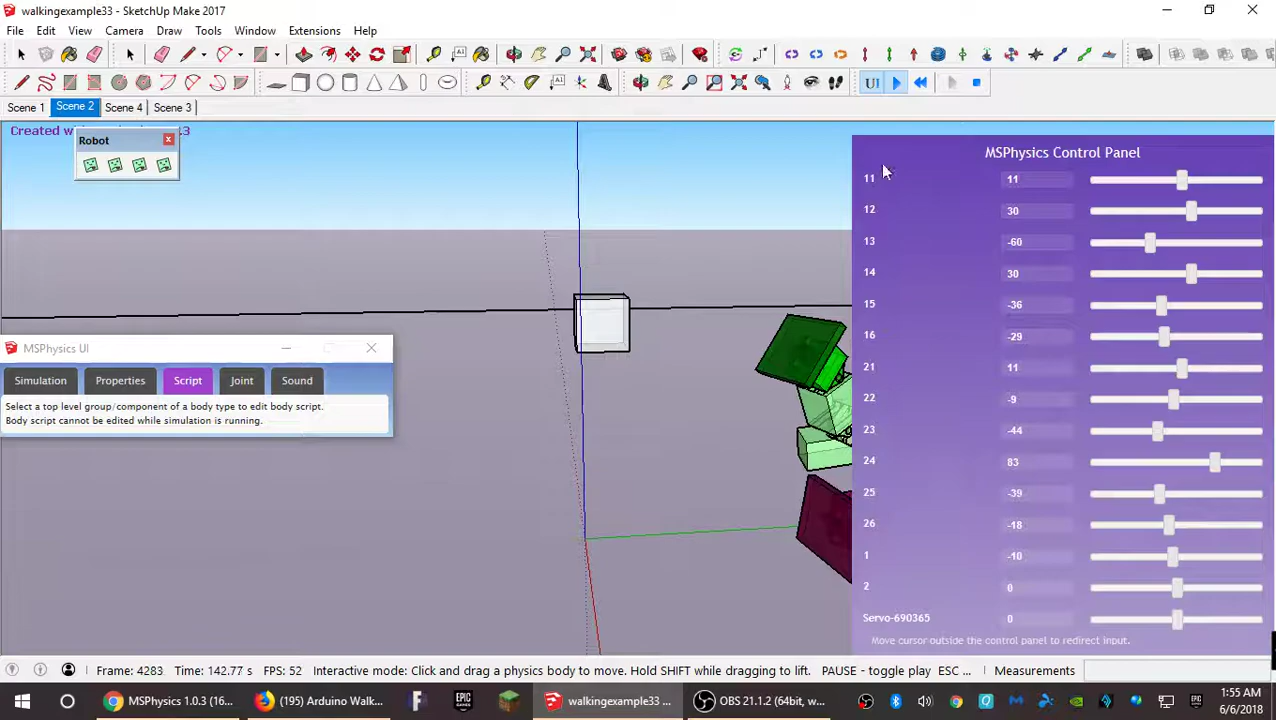 walkingexample33 - SketchUp Make 2017
File Edit View Camera Draw Tools Window Extensions Help
UI
Scene 1 Scene 2 Scene 4 Scene 3
Created
3
Robot x
MSPhysics Control Panel
11 11
12 30
13 -60
14 30
15 -36
16 -29
21 11
22 -9
23 -44
24 83
25 -39
26 -18
1 -10
2 0
Servo-690365 0
Move cursor outside the control panel to redirect input.
MSPhysics UI
Simulation Properties Script Joint Sound
Select a top level group/component of a body type to edit body script.
Body script cannot be edited while simulation is running.
Frame: 4283 Time: 142.77 s FPS: 52 Interactive mode: Click and drag a physics body to move. Hold SHIFT while dragging to lift. PAUSE - toggle play ESC ... Measurements
MSPhysics 1.0.3 (16... (195) Arduino Walk... EPIC GAMES walkingexample33 ... OBS 21.1.2 (64bit, w...
1:55 AM
6/6/2018